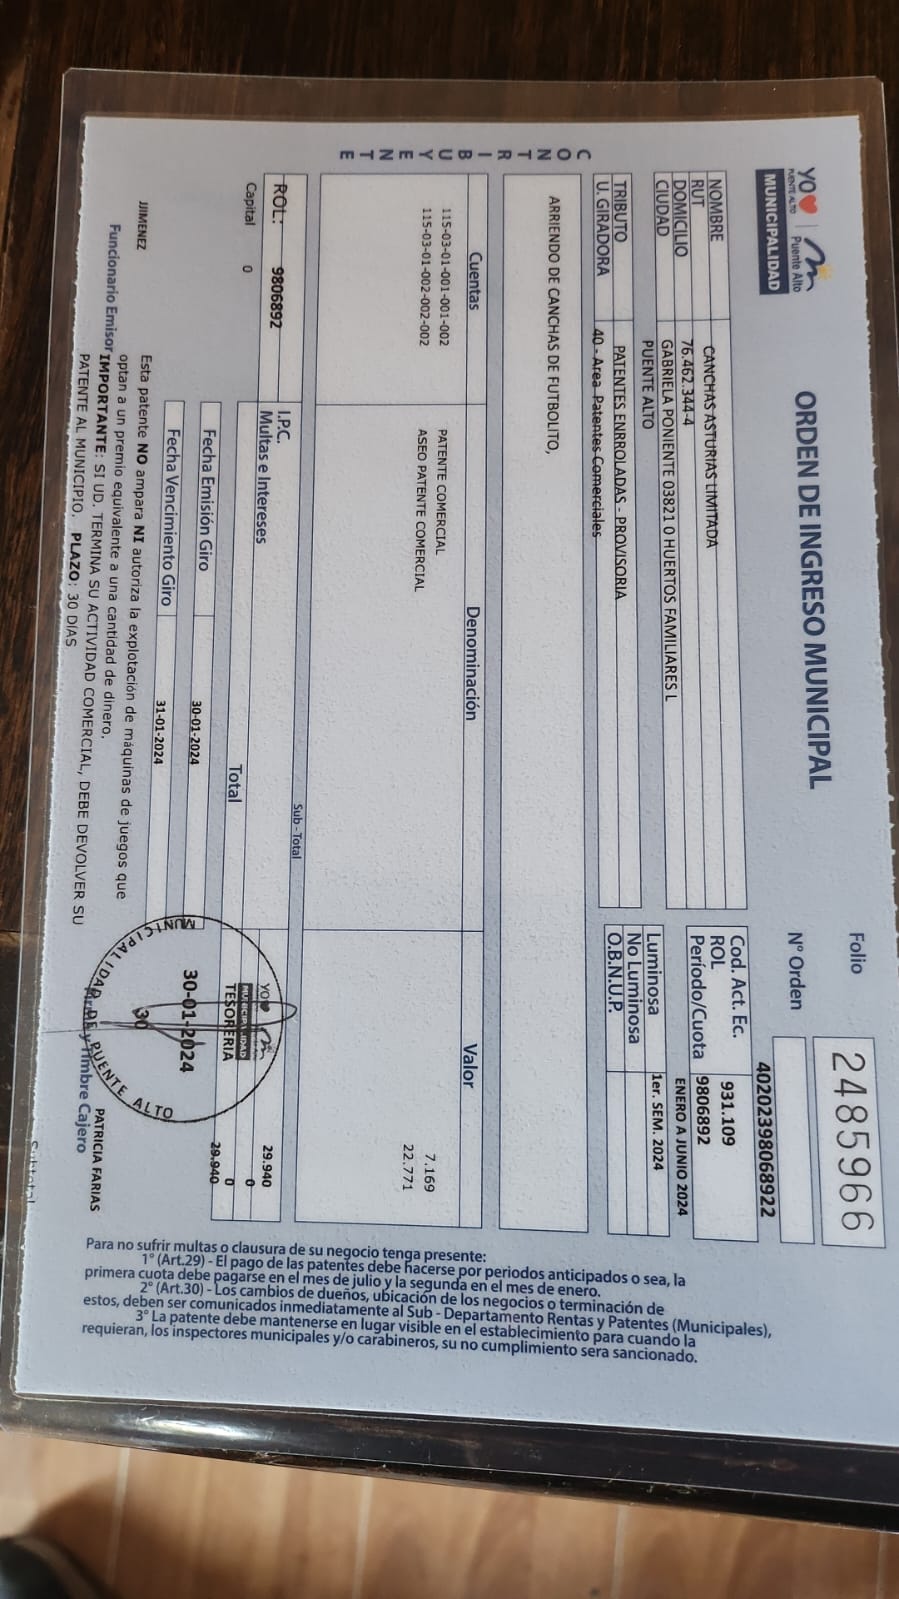 YO❤ PUENTE ALTO
Puente Alto
MUNICIPALIDAD
ORDEN DE INGRESO MUNICIPAL
Folio 2485966
N° Orden
40202398068922
NOMBRE CANCHAS ASTURIAS LIMITADA
RUT 76.462.344-4
DOMICILIO GABRIELA PONIENTE 03821 0 HUERTOS FAMILIARES L
CIUDAD PUENTE ALTO
Cod. Act. Ec. 931.109
ROL 9806892
Período/Cuota ENERO A JUNIO 2024
1er. SEM. 2024
TRIBUTO PATENTES ENRROLADAS - PROVISORIA
U. GIRADORA 40 - Area Patentes Comerciales
Luminosa
No Luminosa
O.B.N.U.P.
ARRIENDO DE CANCHAS DE FUTBOLITO,
CONTRIBUYENTE
Cuentas Denominación Valor
115-03-01-001-001-002 PATENTE COMERCIAL 7.169
115-03-01-002-002-002 ASEO PATENTE COMERCIAL 22.771
Sub - Total 29.940
ROL: 9806892
I.P.C. 0
Multas e Intereses 0
Capital 0
Total 29.940
Fecha Emisión Giro 30-01-2024
Fecha Vencimiento Giro 31-01-2024
YO❤
MUNICIPALIDAD
TESORERIA
30-01-2024
30
MUNICIPALIDAD DE PUENTE ALTO
JJIMENEZ
Funcionario Emisor
Esta patente NO ampara NI autoriza la explotación de máquinas de juegos que
optan a un premio equivalente a una cantidad de dinero.
IMPORTANTE: SI UD. TERMINA SU ACTIVIDAD COMERCIAL, DEBE DEVOLVER SU
PATENTE AL MUNICIPIO. PLAZO: 30 DIAS
PATRICIA FARIAS
Firma y Timbre Cajero
Para no sufrir multas o clausura de su negocio tenga presente:
1° (Art.29) - El pago de las patentes debe hacerse por periodos anticipados o sea, la
primera cuota debe pagarse en el mes de julio y la segunda en el mes de enero.
2° (Art.30) - Los cambios de dueños, ubicación de los negocios o terminación de
estos, deben ser comunicados inmediatamente al Sub - Departamento Rentas y Patentes (Municipales),
3° La patente debe mantenerse en lugar visible en el establecimiento para cuando la
requieran, los inspectores municipales y/o carabineros, su no cumplimiento sera sancionado.